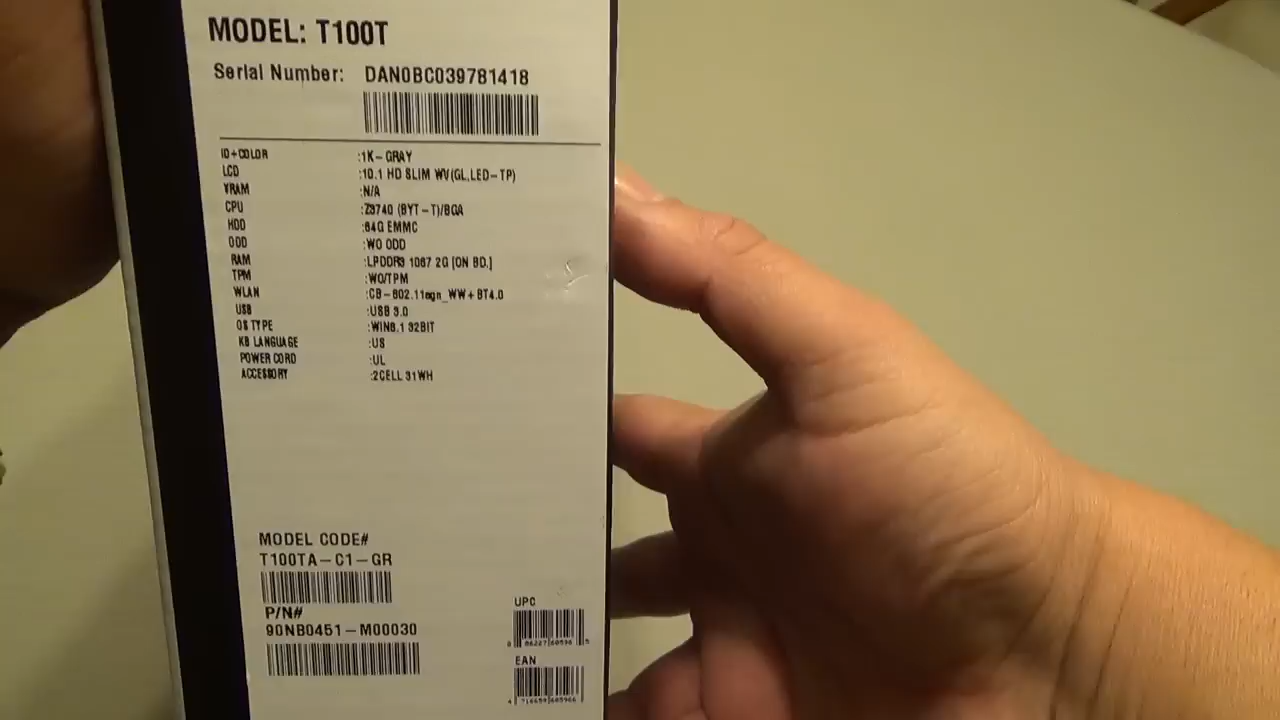 MODEL: T100T
Serial Number: DAN0BC039781418
ID+COLOR :1K-GRAY
LCD :10.1 HD SLIM WV(GL,LED-TP)
VRAM :N/A
CPU :Z3740 (BYT-T)/BGA
HDD :64G EMMC
ODD :WO ODD
RAM :LPDDR3 1067 2G [ON BD.]
TPM :WO/TPM
WLAN :CB-802.11agn_WW+BT4.0
USB :USB 3.0
OS TYPE :WIN8.1 32BIT
KB LANGUAGE :US
POWER CORD :UL
ACCESSORY :2CELL 31WH
MODEL CODE#
T100TA-C1-GR
P/N#
90NB0451-M00030
UPC
EAN